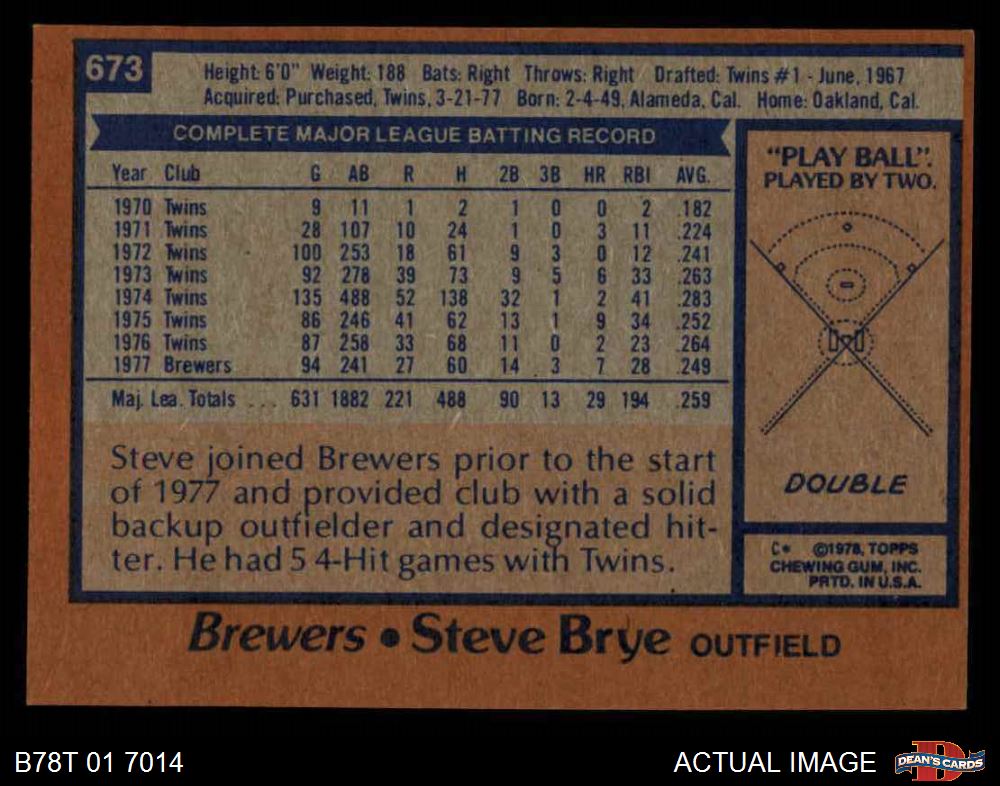 673
Height: 6'0" Weight: 188 Bats: Right Throws: Right Drafted: Twins #1 - June, 1967
Acquired: Purchased, Twins, 3-21-77 Born: 2-4-49, Alameda, Cal. Home: Oakland, Cal.
COMPLETE MAJOR LEAGUE BATTING RECORD
Year Club G AB R H 2B 3B HR RBI AVG.
1970 Twins 9 11 1 2 1 0 0 2 .182
1971 Twins 28 107 10 24 1 0 3 11 .224
1972 Twins 100 253 18 61 9 3 0 12 .241
1973 Twins 92 278 39 73 9 5 6 33 .263
1974 Twins 135 488 52 138 32 1 2 41 .283
1975 Twins 86 246 41 62 13 1 9 34 .252
1976 Twins 87 258 33 68 11 0 2 23 .264
1977 Brewers 94 241 27 60 14 3 7 28 .249
Maj. Lea. Totals ... 631 1882 221 488 90 13 29 194 .259
Steve joined Brewers prior to the start
of 1977 and provided club with a solid
backup outfielder and designated hit-
ter. He had 5 4-Hit games with Twins.
"PLAY BALL".
PLAYED BY TWO.
DOUBLE
C* ©1978, TOPPS
CHEWING GUM, INC.
PRTD. IN U.S.A.
Brewers • Steve Brye OUTFIELD
B78T 01 7014
ACTUAL IMAGE
DEAN'S CARDS